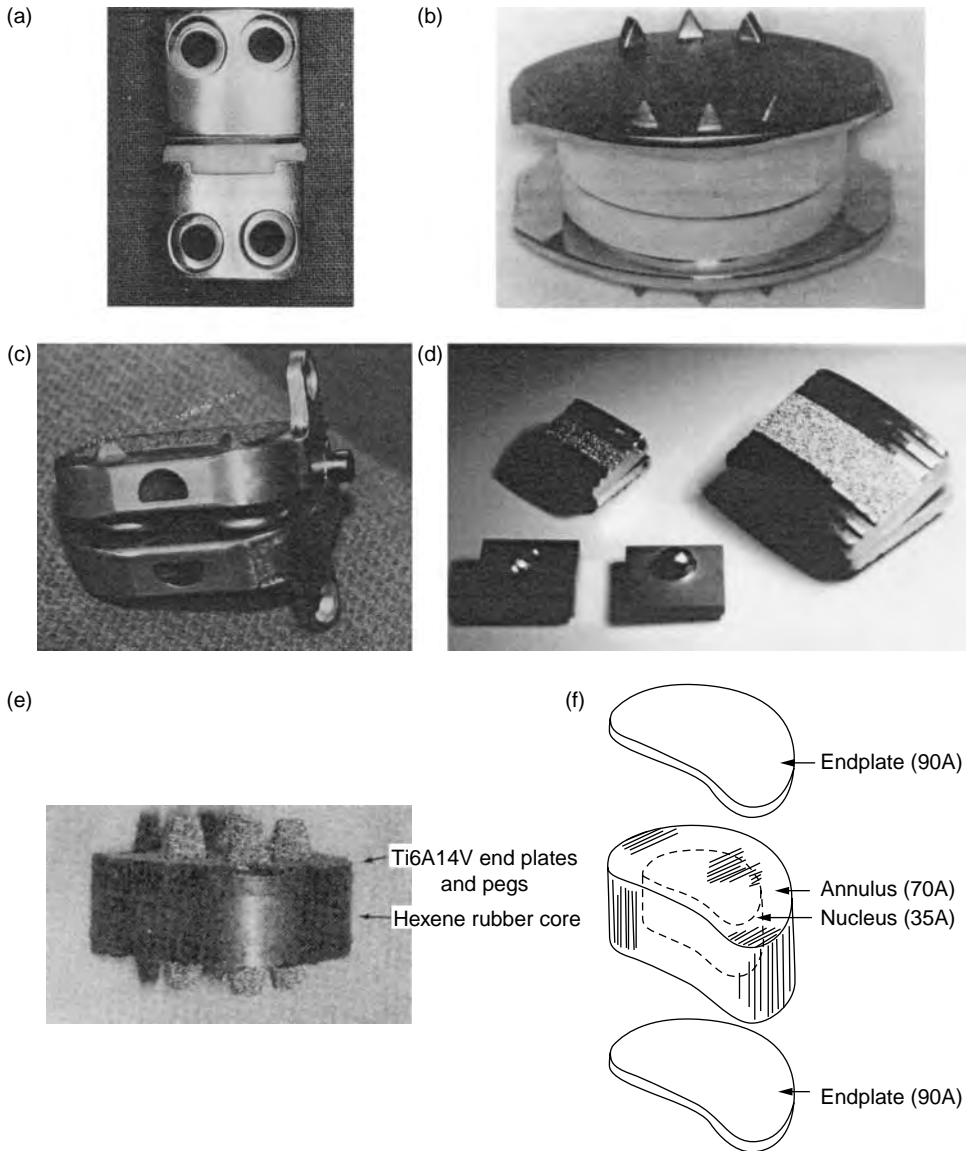 (a)
(b)
(c)
(d)
(e)
Ti6A14V end plates
and pegs
Hexene rubber core
(f)
Endplate (90A)
Annulus (70A)
Nucleus (35A)
Endplate (90A)